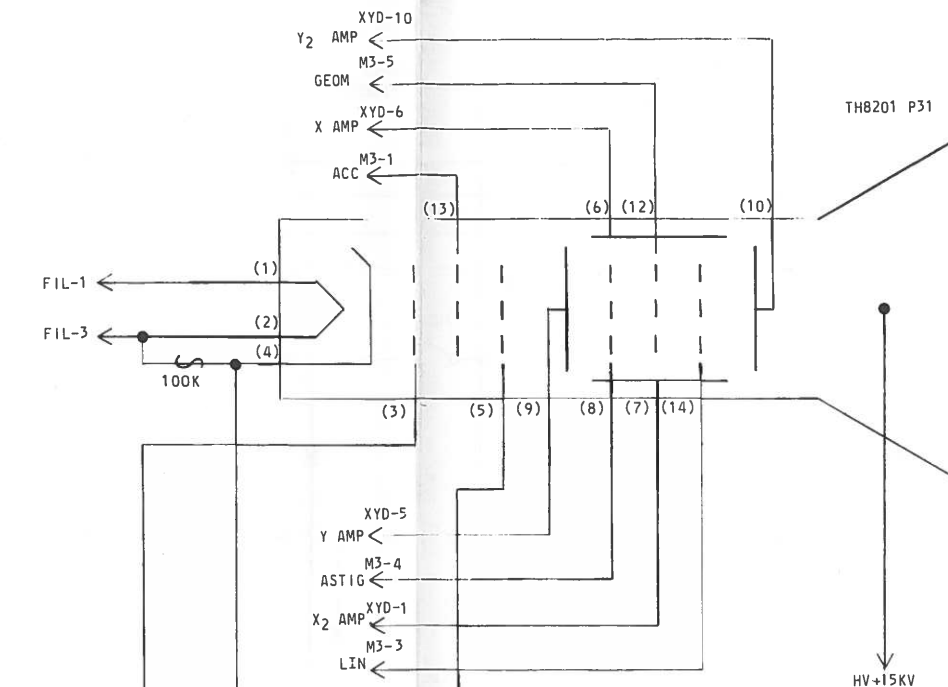 XYD-10
Y2 AMP
M3-5
GEOM
XYD-6
X AMP
M3-1
ACC
TH8201 P31
(13) (6) (12) (10)
FIL-1 (1)
FIL-3 (2)
(4)
100K
(3) (5) (9) (8) (7) (14)
XYD-5
Y AMP
M3-4
ASTIG
XYD-1
X2 AMP
M3-3
LIN
HV+15KV